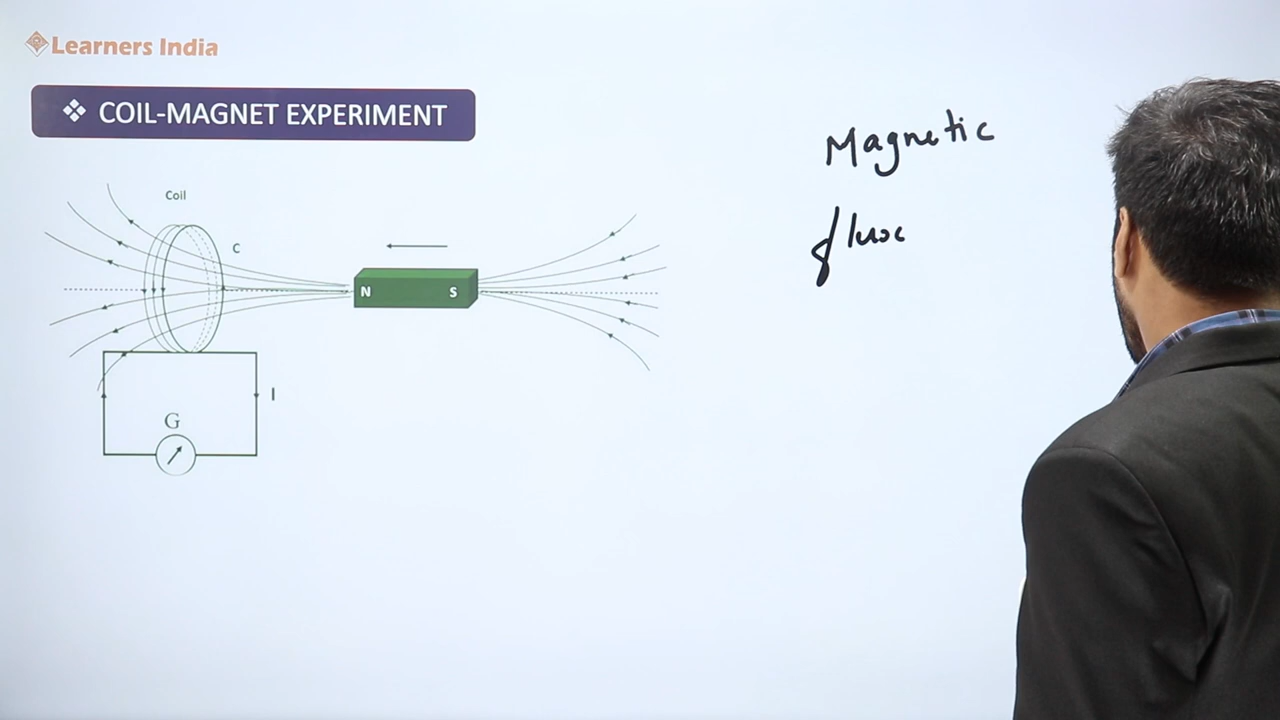 Learners India
❖ COIL-MAGNET EXPERIMENT
Magnetic
flux
Coil
C
N S
I
G